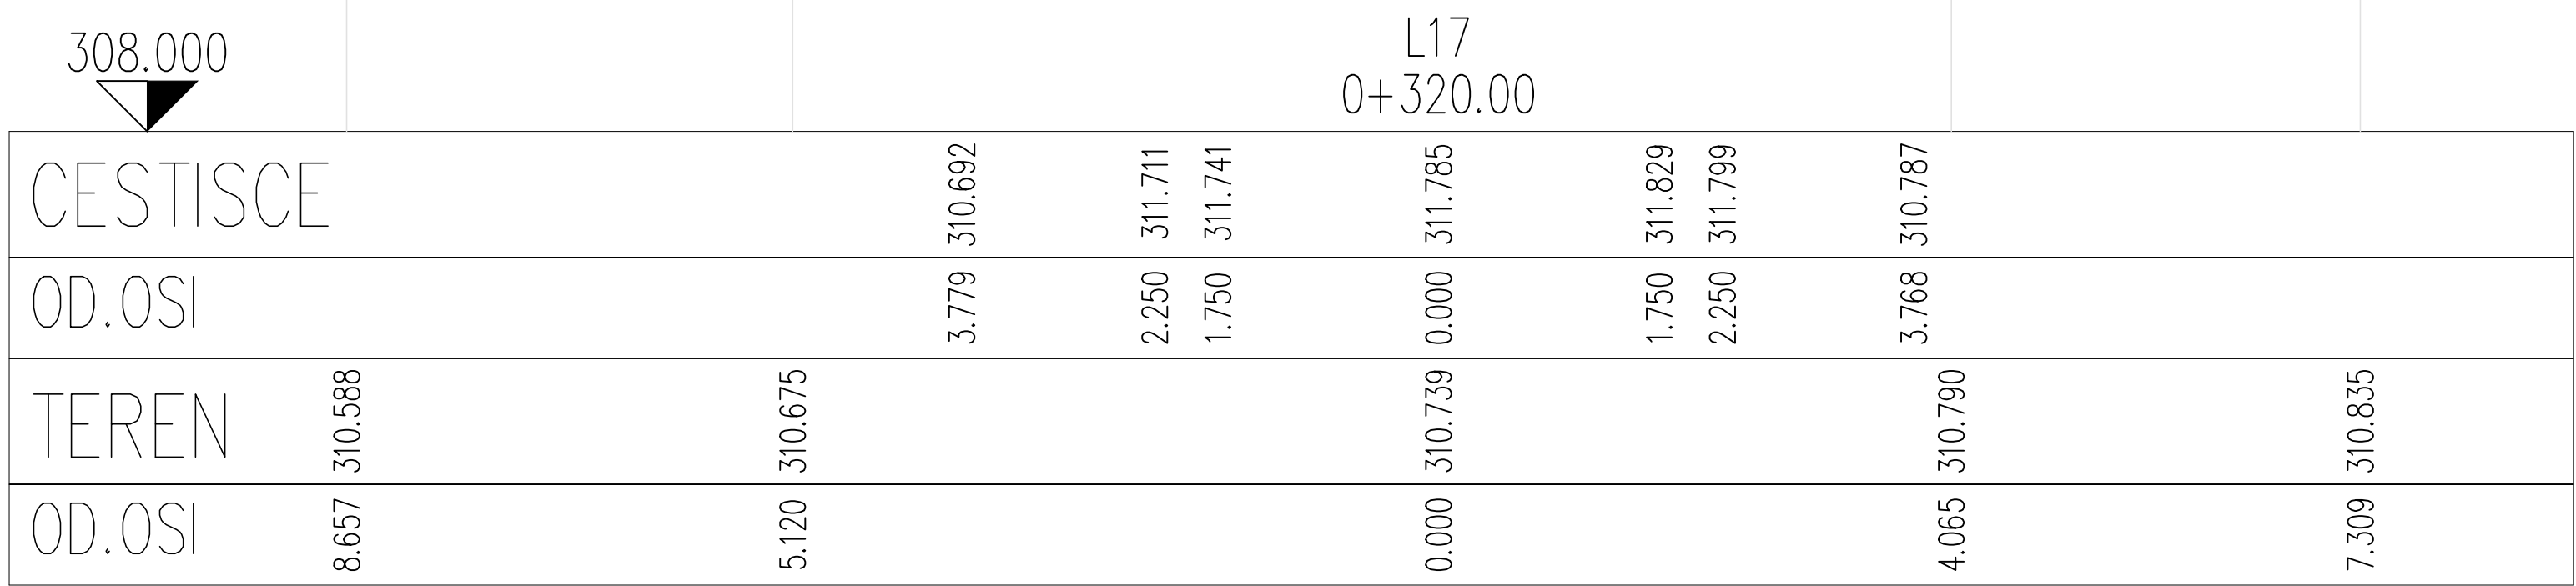 308.000
L17
0+320.00
CESTISCE 310.692 311.711 311.741 311.785 311.829 311.799 310.787
OD.OSI 3.779 2.250 1.750 0.000 1.750 2.250 3.768
TEREN 310.588 310.675 310.739 310.790 310.835
OD.OSI 8.657 5.120 0.000 4.065 7.309